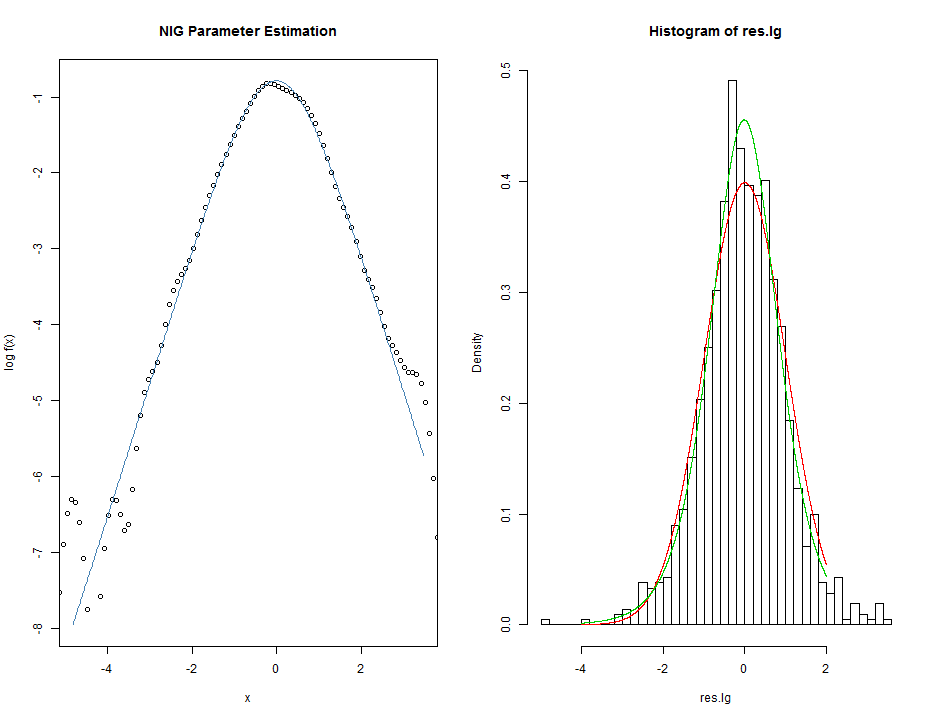 NIG Parameter Estimation
log f(x)
-1
-2
-3
-4
-5
-6
-7
-8
-4 -2 0 2
x
Histogram of res.lg
Density
0.5
0.4
0.3
0.2
0.1
0.0
-4 -2 0 2
res.lg